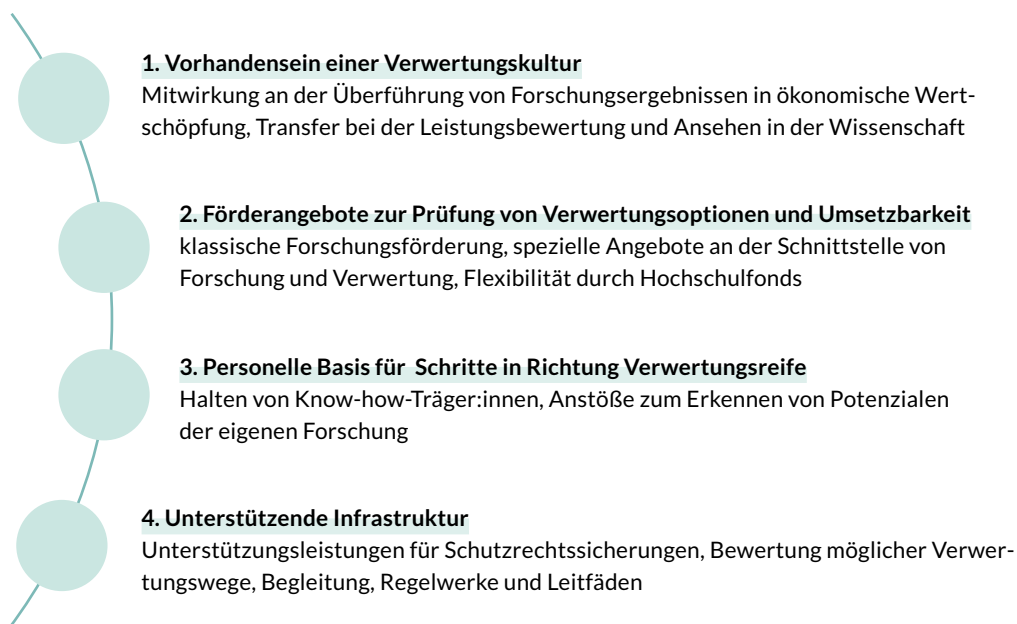 1. Vorhandensein einer Verwertungskultur
Mitwirkung an der Überführung von Forschungsergebnissen in ökonomische Wert-
schöpfung, Transfer bei der Leistungsbewertung und Ansehen in der Wissenschaft
2. Förderangebote zur Prüfung von Verwertungsoptionen und Umsetzbarkeit
klassische Forschungsförderung, spezielle Angebote an der Schnittstelle von
Forschung und Verwertung, Flexibilität durch Hochschulfonds
3. Personelle Basis für  Schritte in Richtung Verwertungsreife
Halten von Know-how-Träger:innen, Anstöße zum Erkennen von Potenzialen
der eigenen Forschung
4. Unterstützende Infrastruktur
Unterstützungsleistungen für Schutzrechtssicherungen, Bewertung möglicher Verwer-
tungswege, Begleitung, Regelwerke und Leitfäden